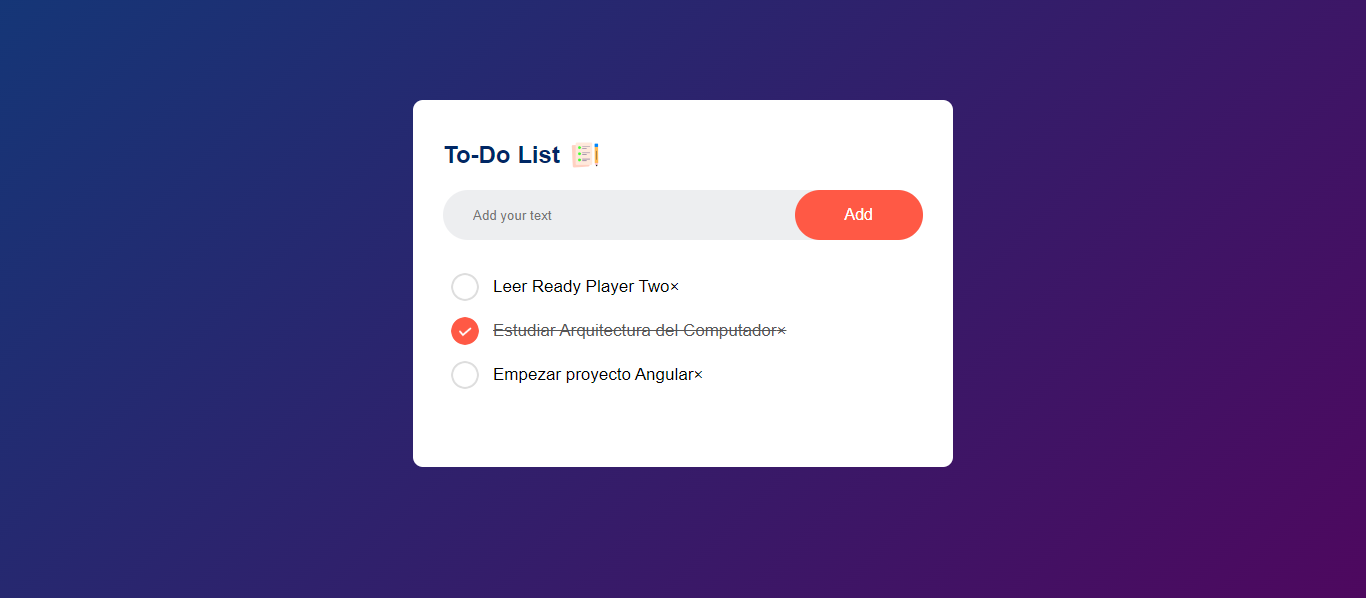 To-Do List
Add your text
Add
Leer Ready Player Two×
Estudiar Arquitectura del Computador×
Empezar proyecto Angular×